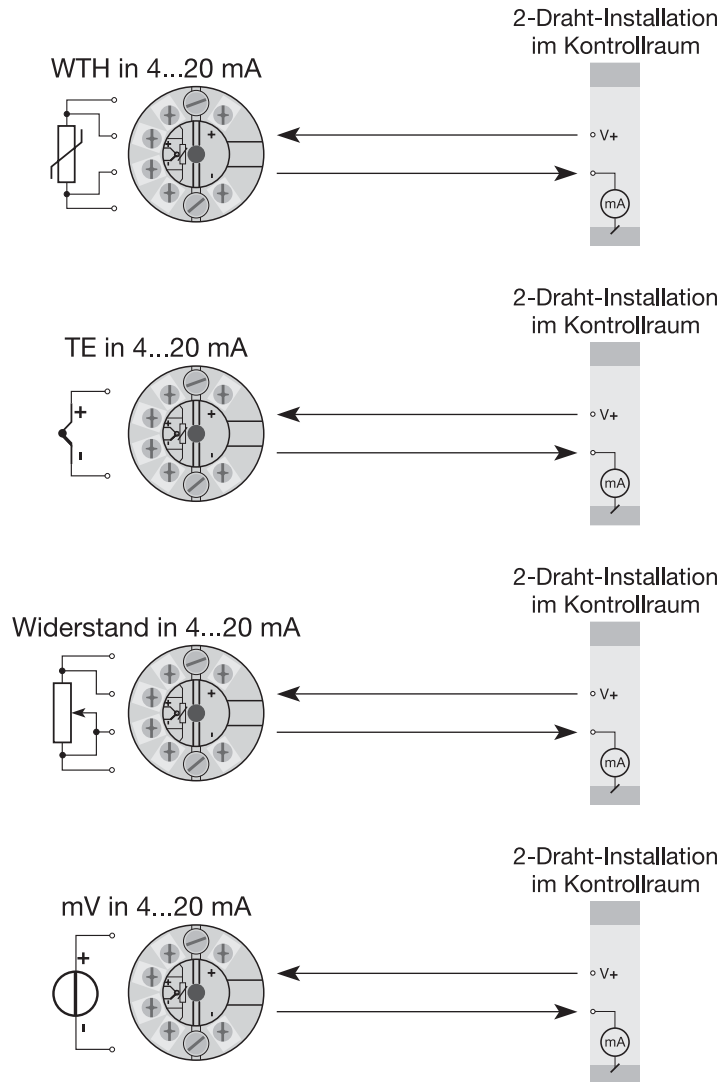 2-Draht-Installation
im Kontrollraum
WTH in 4...20 mA
+
-
V+
mA
2-Draht-Installation
im Kontrollraum
TE in 4...20 mA
+
-
+
-
V+
mA
2-Draht-Installation
im Kontrollraum
Widerstand in 4...20 mA
+
-
V+
mA
2-Draht-Installation
im Kontrollraum
mV in 4...20 mA
+
-
+
-
V+
mA